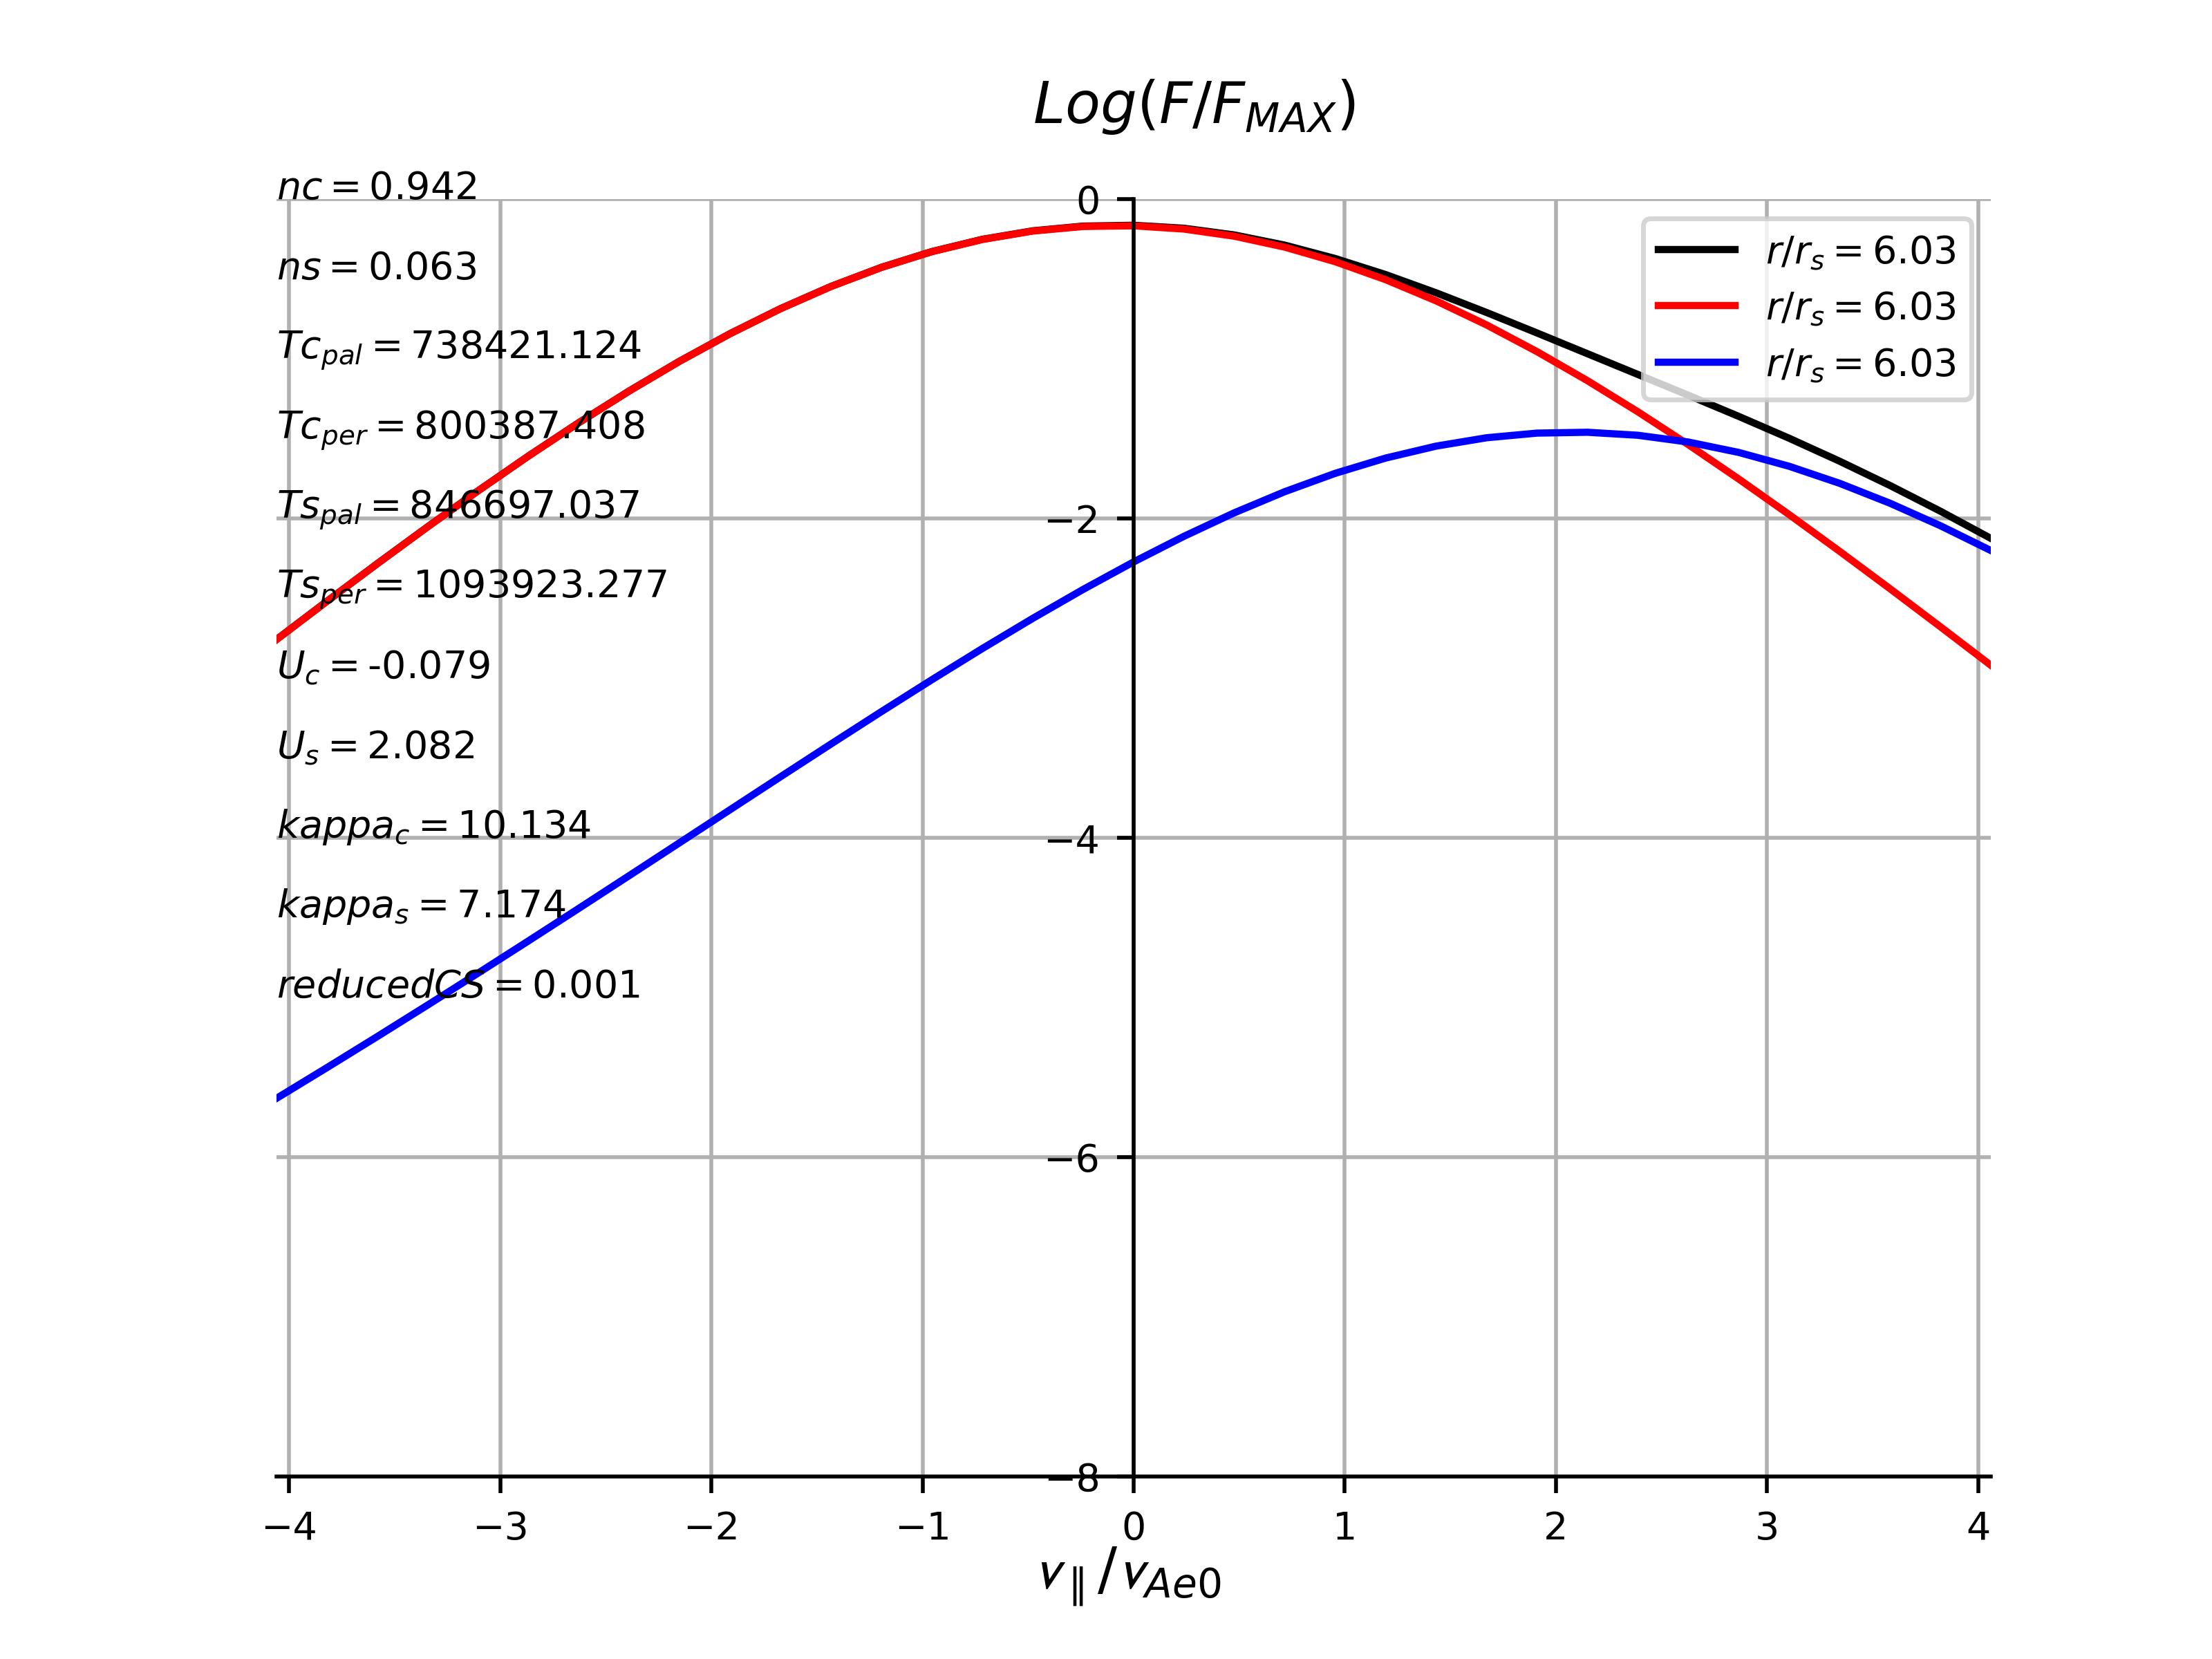 Log(F/F_MAX)
nc = 0.942
ns = 0.063
Tc_pal = 738421.124
Tc_per = 800387.408
Ts_pal = 846697.037
Ts_per = 1093923.277
U_c = -0.079
U_s = 2.082
kappa_c = 10.134
kappa_s = 7.174
reducedCS = 0.001
r/r_s = 6.03
r/r_s = 6.03
r/r_s = 6.03
0
−2
−4
−6
−8
−4 −3 −2 −1 0 1 2 3 4
v_∥/v_Ae0